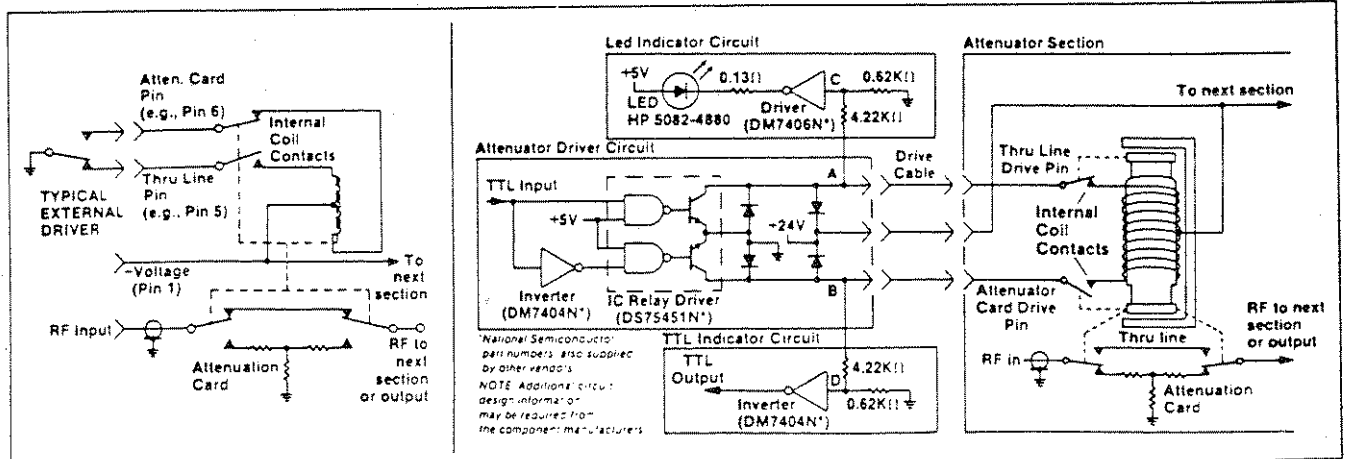 Atten. Card
Pin
(e.g., Pin 6)
Internal
Coil
Contacts
TYPICAL
EXTERNAL
DRIVER
Thru Line
Pin
(e.g., Pin 5)
-Voltage
(Pin 1)
To
next
section
RF Input
Attenuation
Card
RF to
next
section
or output
Led Indicator Circuit
+5V
LED
HP 5082-4880
0.13Ω
C
0.62KΩ
Driver
(DM7406N*)
4.22KΩ
Attenuator Driver Circuit
TTL Input
+5V
Inverter
(DM7404N*)
IC Relay Driver
(DS75451N*)
+24V
A
B
Drive
Cable
*National Semiconductor
part numbers, also supplied
by other vendors
NOTE: Additional circuit
design information
may be required from
the component manufacturers
TTL Indicator Circuit
TTL
Output
D
4.22KΩ
0.62KΩ
Inverter
(DM7404N*)
Attenuator Section
To next section
Thru Line
Drive Pin
Internal
Coil
Contacts
Attenuator
Card Drive
Pin
Thru line
RF in
RF to next
section
or output
Attenuation
Card